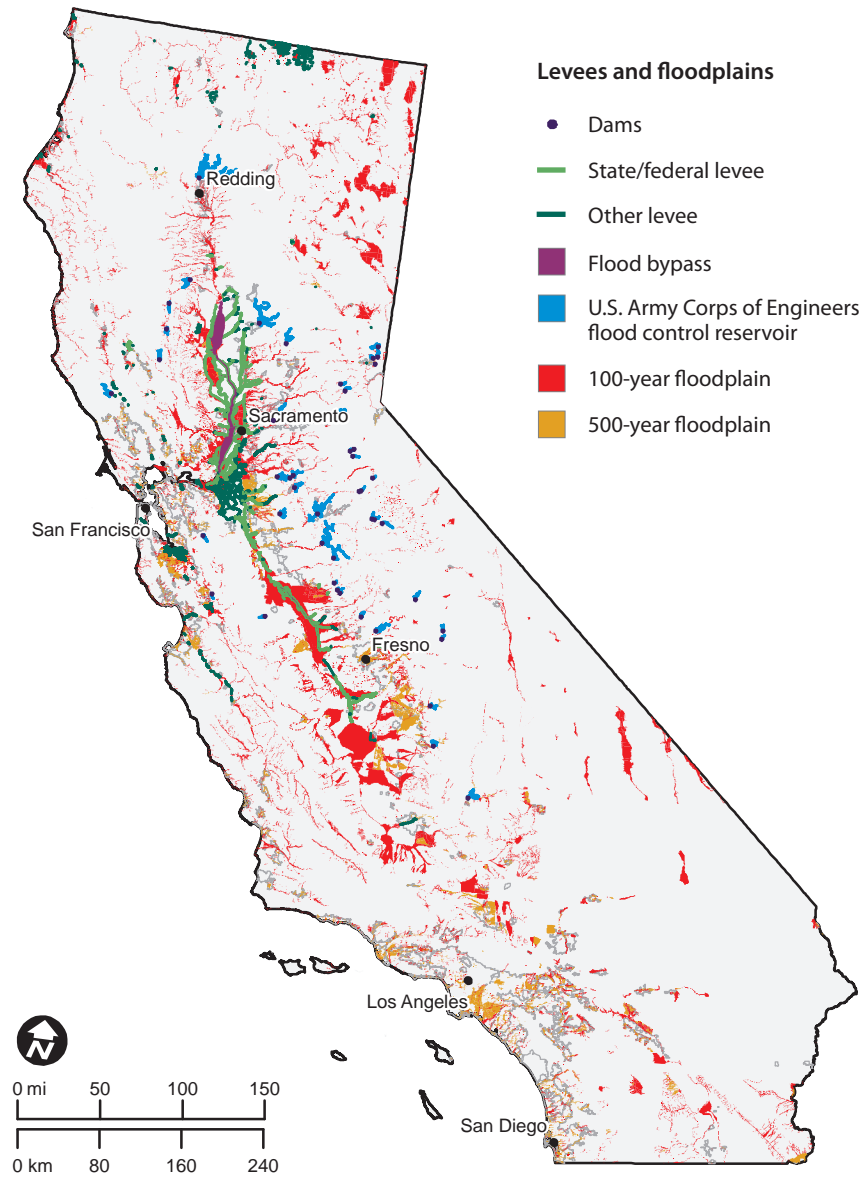 Levees and floodplains
Dams
State/federal levee
Other levee
Flood bypass
U.S. Army Corps of Engineers
flood control reservoir
100-year floodplain
500-year floodplain
Redding
Sacramento
San Francisco
Fresno
Los Angeles
San Diego
N
0 mi 50 100 150
0 km 80 160 240